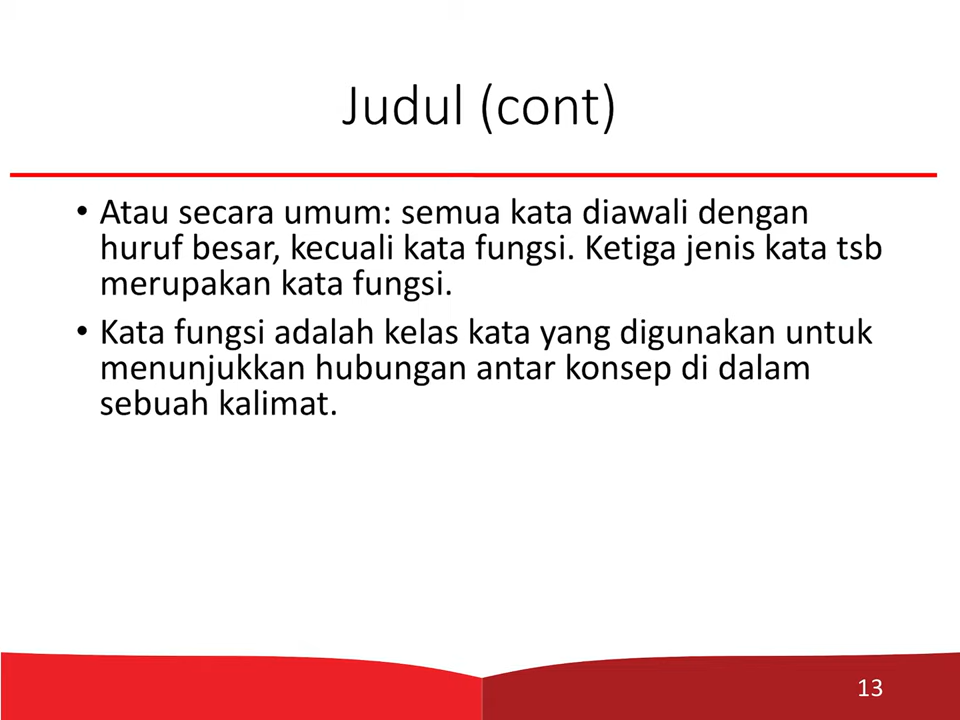 Judul (cont)
• Atau secara umum: semua kata diawali dengan
huruf besar, kecuali kata fungsi. Ketiga jenis kata tsb
merupakan kata fungsi.
• Kata fungsi adalah kelas kata yang digunakan untuk
menunjukkan hubungan antar konsep di dalam
sebuah kalimat.
13